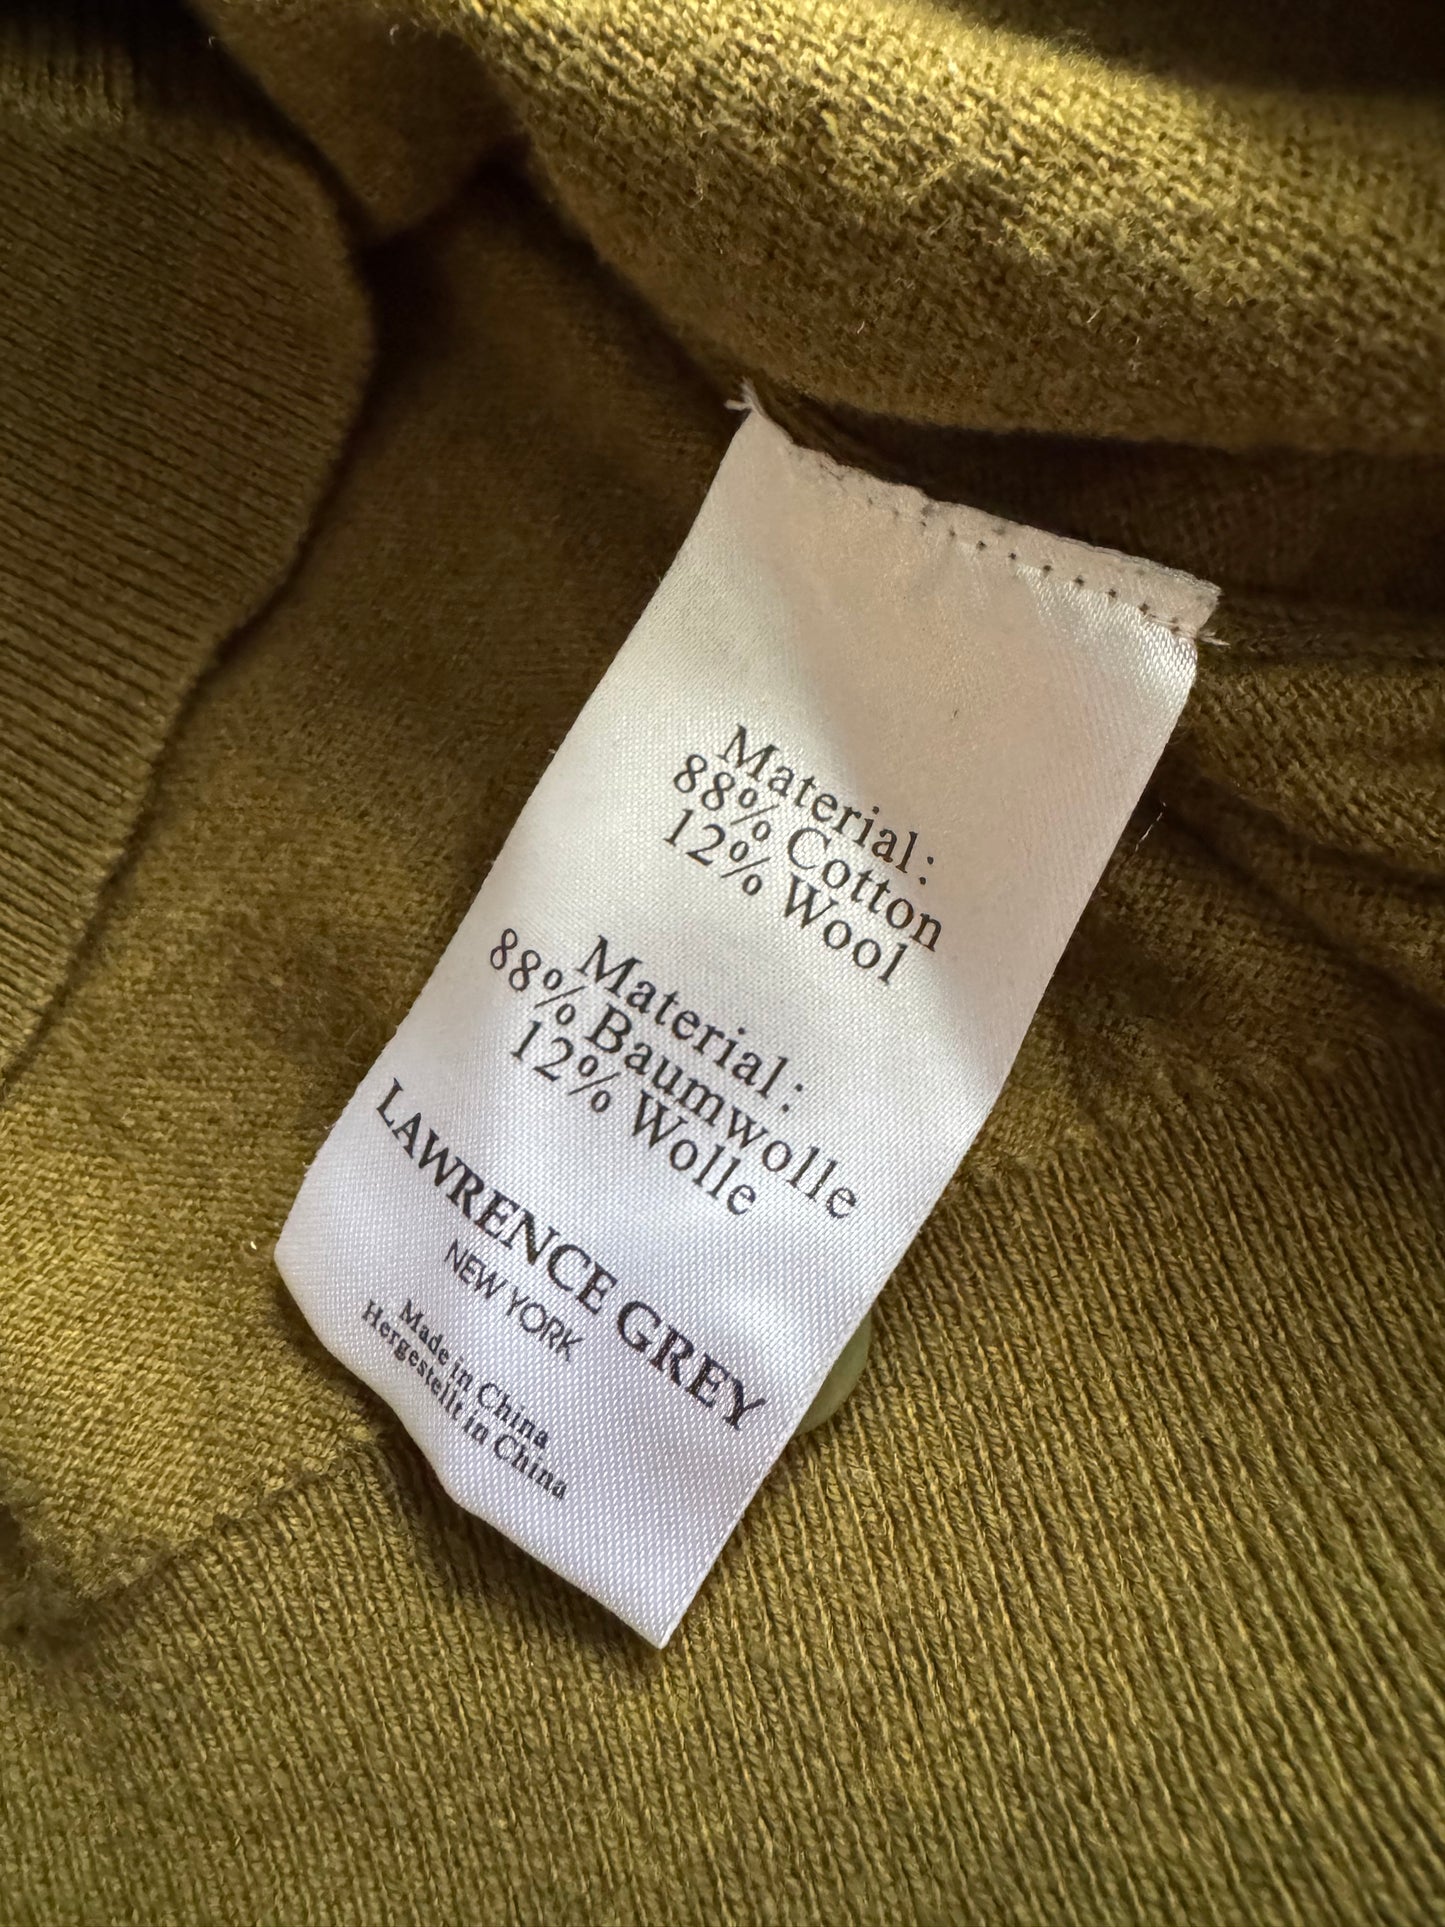 Material:
88% Cotton
12% Wool
Material:
88% Baumwolle
12% Wolle
LAWRENCE GREY
NEW YORK
Made in China
Hergestellt in China